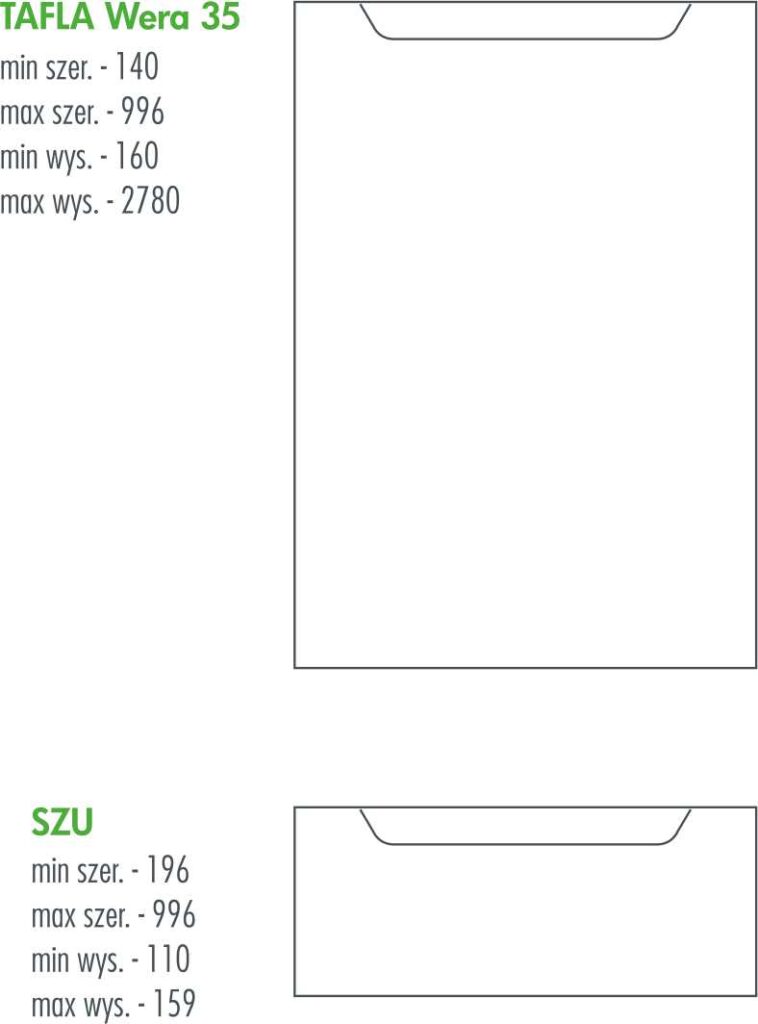 TAFLA Wera 35
min szer. - 140
max szer. - 996
min wys. - 160
max wys. - 2780
SZU
min szer. - 196
max szer. - 996
min wys. - 110
max wys. - 159